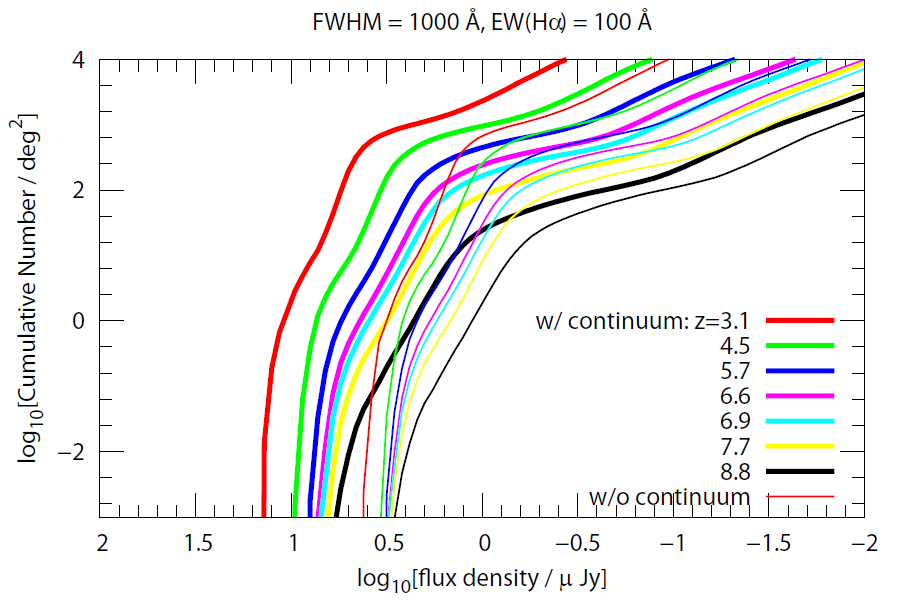 FWHM = 1000 Å, EW(Hα) = 100 Å
log10[Cumulative Number / deg2]
4
2
0
−2
w/ continuum: z=3.1
4.5
5.7
6.6
6.9
7.7
8.8
w/o continuum
2 1.5 1 0.5 0 −0.5 −1 −1.5 −2
log10[flux density / μ Jy]